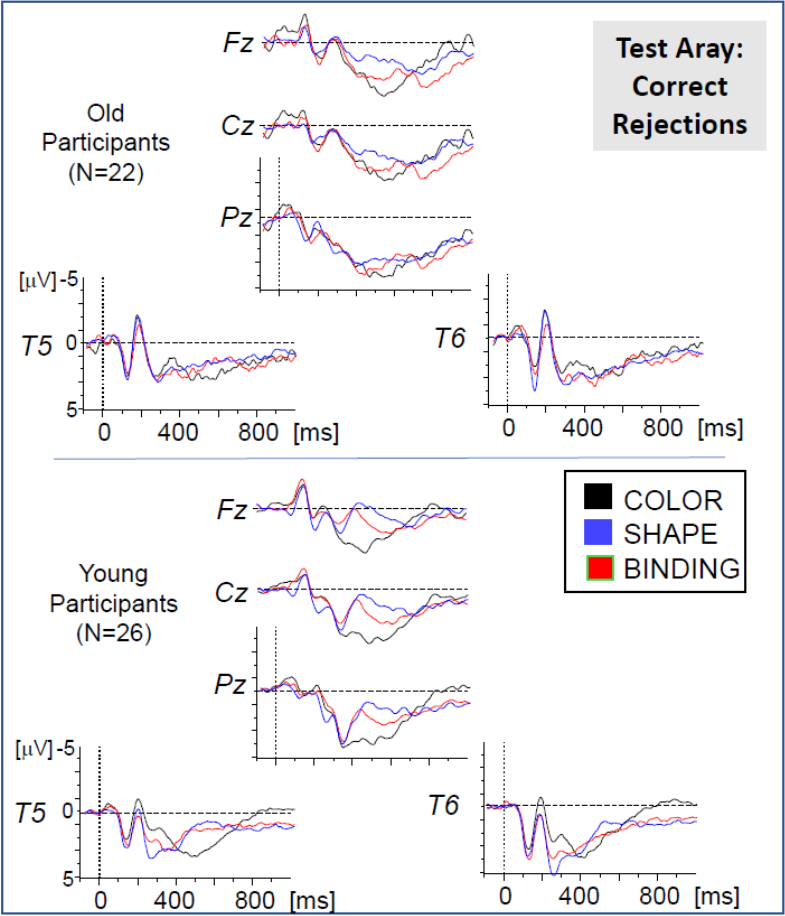 Test Aray:
Correct
Rejections
Old
Participants
(N=22)
Fz
Cz
Pz
[µV] -5
T5
0
5
0 400 800 [ms]
T6
0 400 800 [ms]
COLOR
SHAPE
BINDING
Young
Participants
(N=26)
Fz
Cz
Pz
[µV] -5
T5
0
5
0 400 800 [ms]
T6
0 400 800 [ms]